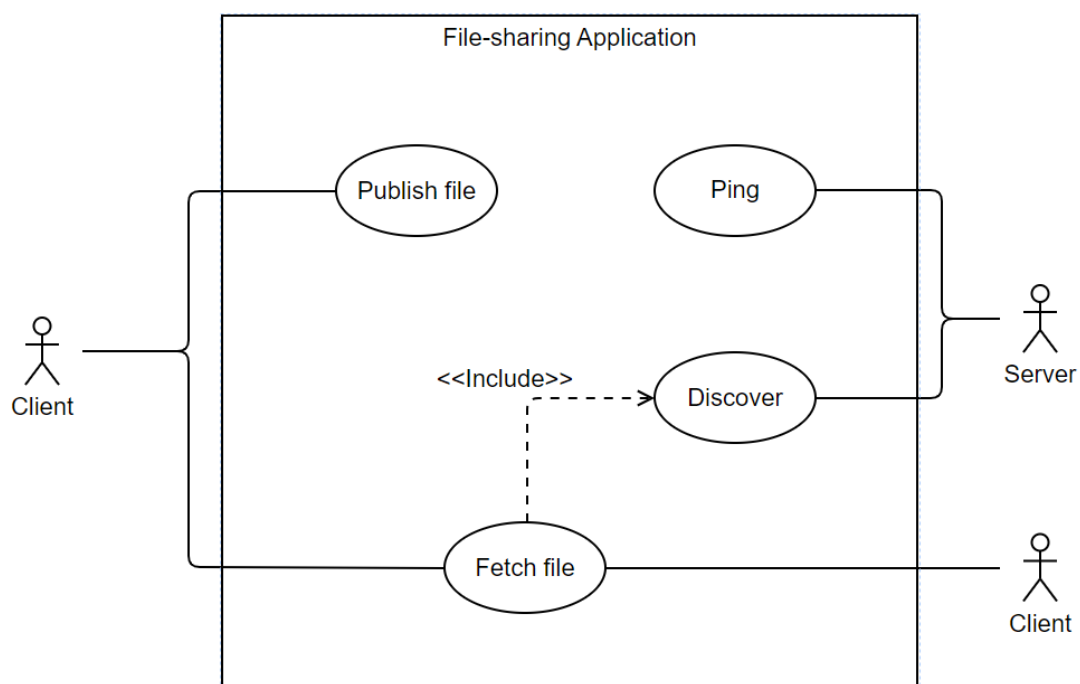 File-sharing Application
Publish file
Ping
Server
<<Include>>
Discover
Client
Fetch file
Client